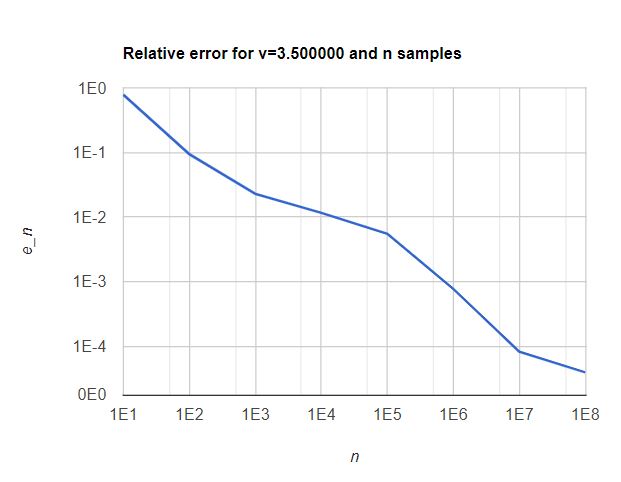 Relative error for v=3.500000 and n samples
1E0
1E-1
1E-2
1E-3
1E-4
0E0
e_n
1E1 1E2 1E3 1E4 1E5 1E6 1E7 1E8
n